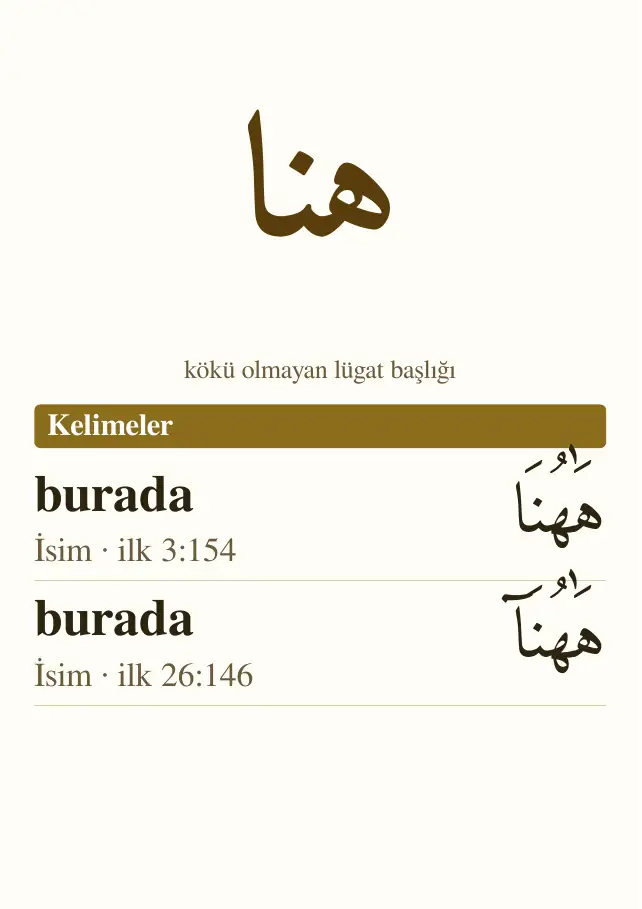 هنا
kökü olmayan lügat başlığı
Kelimeler
burada هَٰهُنَا
İsim · ilk 3:154
burada هَٰهُنَآ
İsim · ilk 26:146